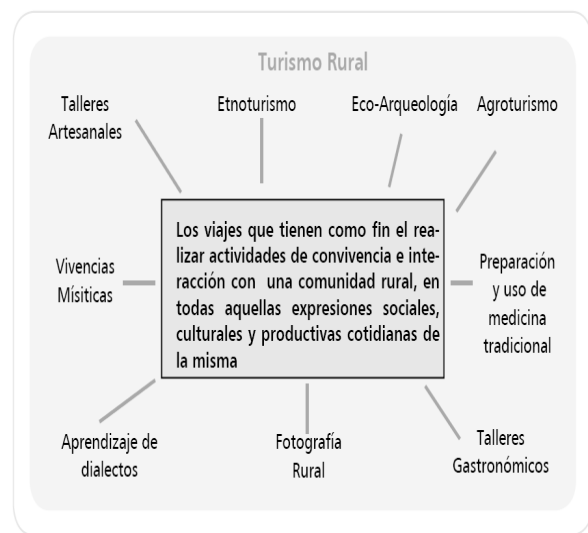 Turismo Rural
Talleres
Artesanales
Etnoturismo
Eco-Arqueología
Agroturismo
Los viajes que tienen como fin el rea-
lizar actividades de convivencia e inte-
racción con una comunidad rural, en
todas aquellas expresiones sociales,
culturales y productivas cotidianas de
la misma
Vivencias
Mísiticas
Preparación
y uso de
medicina
tradicional
Aprendizaje de
dialectos
Fotografía
Rural
Talleres
Gastronómicos